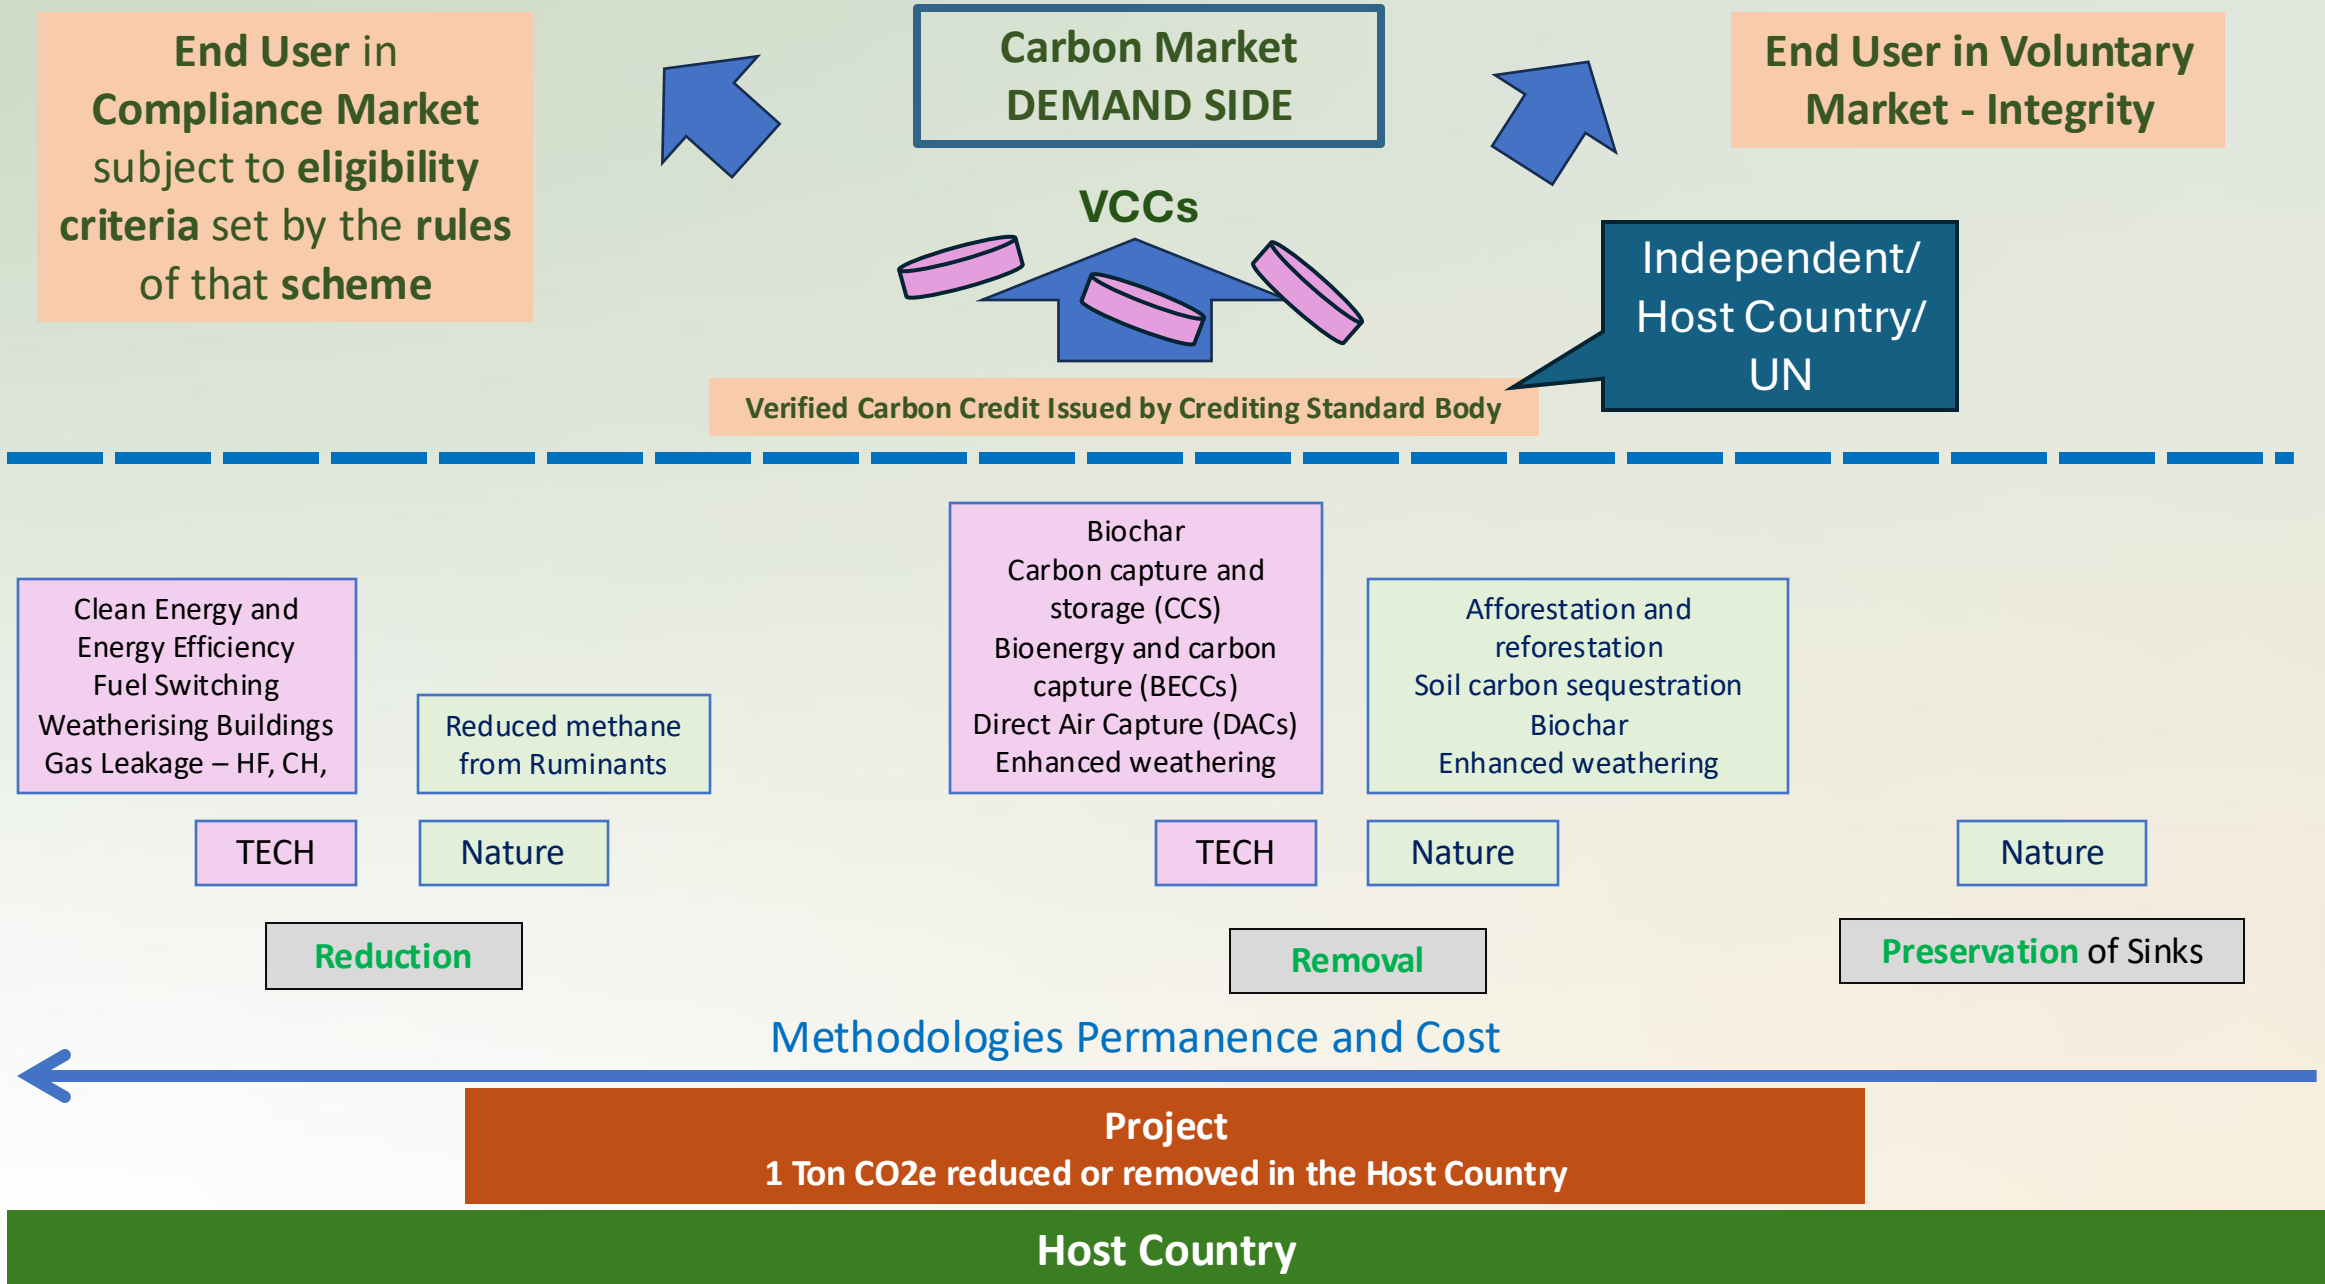 End User in
Compliance Market
subject to eligibility
criteria set by the rules
of that scheme
Carbon Market
DEMAND SIDE
End User in Voluntary
Market - Integrity
VCCs
Independent/
Host Country/
UN
Verified Carbon Credit Issued by Crediting Standard Body
Clean Energy and
Energy Efficiency
Fuel Switching
Weatherising Buildings
Gas Leakage – HF, CH,
Reduced methane
from Ruminants
Biochar
Carbon capture and
storage (CCS)
Bioenergy and carbon
capture (BECCs)
Direct Air Capture (DACs)
Enhanced weathering
Afforestation and
reforestation
Soil carbon sequestration
Biochar
Enhanced weathering
TECH
Nature
TECH
Nature
Nature
Reduction
Removal
Preservation of Sinks
Methodologies Permanence and Cost
Project
1 Ton CO2e reduced or removed in the Host Country
Host Country